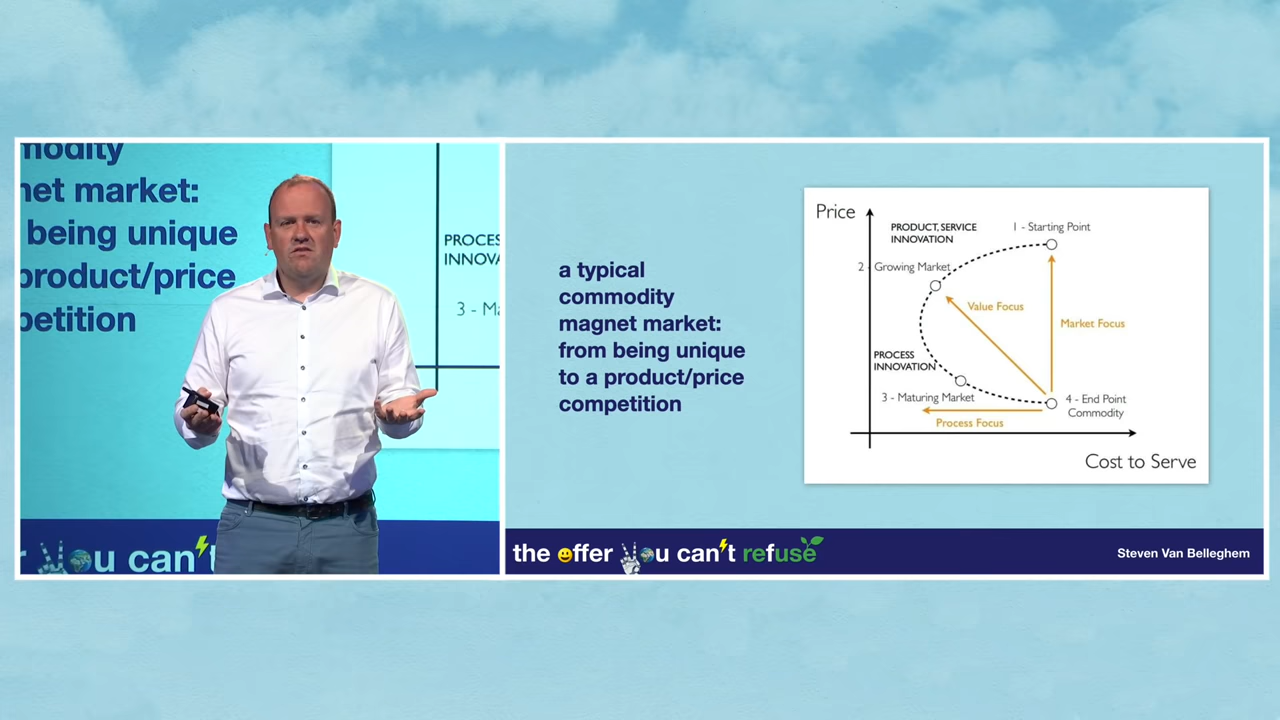 modity
net market:
being unique
product/price
petition
PROCES
INNOVA
3 - Ma
r you can't
a typical
commodity
magnet market:
from being unique
to a product/price
competition
Price
PRODUCT, SERVICE
INNOVATION
1 - Starting Point
2 - Growing Market
Value Focus
Market Focus
PROCESS
INNOVATION
3 - Maturing Market
4 - End Point
Commodity
Process Focus
Cost to Serve
the offer you can't refuse
Steven Van Belleghem